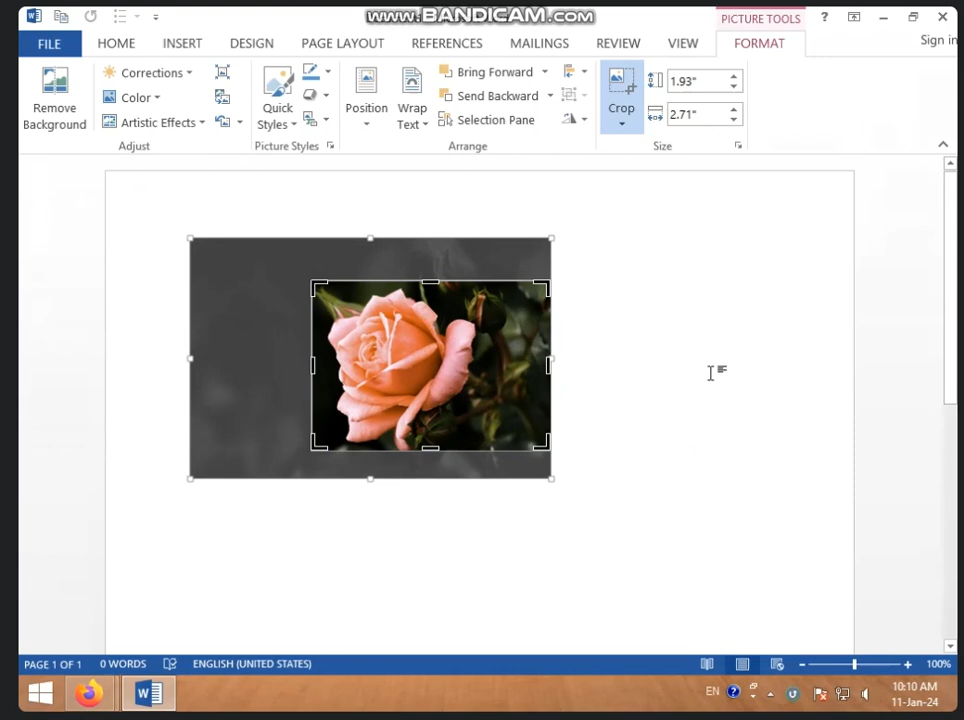 www.BANDICAM.com
PICTURE TOOLS
FILE HOME INSERT DESIGN PAGE LAYOUT REFERENCES MAILINGS REVIEW VIEW FORMAT Sign in
Remove Background
Corrections
Color
Artistic Effects
Adjust
Quick Styles
Picture Styles
Position
Wrap Text
Bring Forward
Send Backward
Selection Pane
Arrange
Crop
1.93"
2.71"
Size
PAGE 1 OF 1 0 WORDS ENGLISH (UNITED STATES) 100%
EN 10:10 AM
11-Jan-24